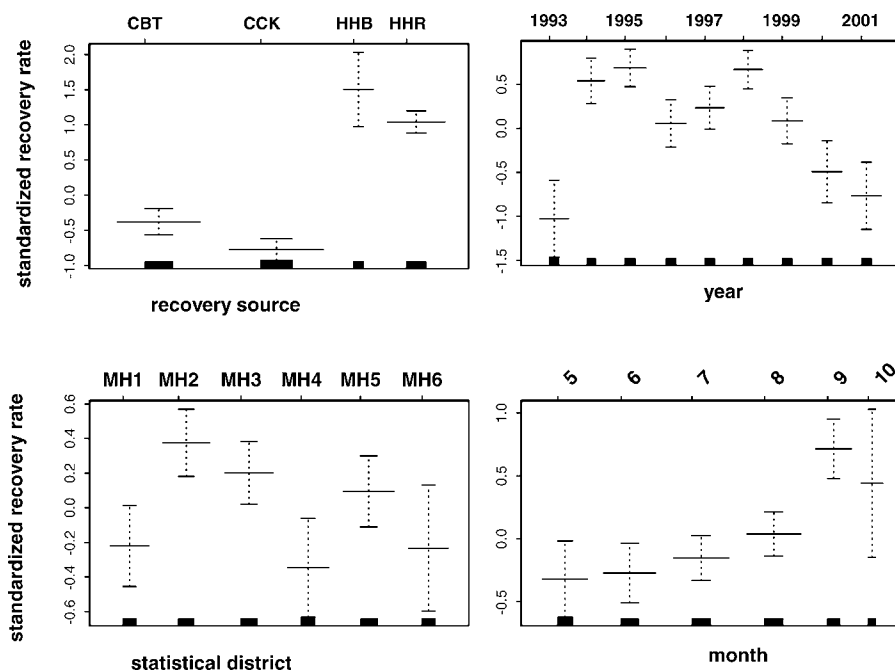 CBT CCK HHB HHR
standardized recovery rate
2.0
1.5
1.0
0.5
0.0
-0.5
-1.0
recovery source
1993 1995 1997 1999 2001
0.5
0.0
-0.5
-1.0
-1.5
year
MH1 MH2 MH3 MH4 MH5 MH6
standardized recovery rate
0.6
0.4
0.2
0.0
-0.2
-0.4
-0.6
statistical district
5 6 7 8 9 10
1.0
0.5
0.0
-0.5
month